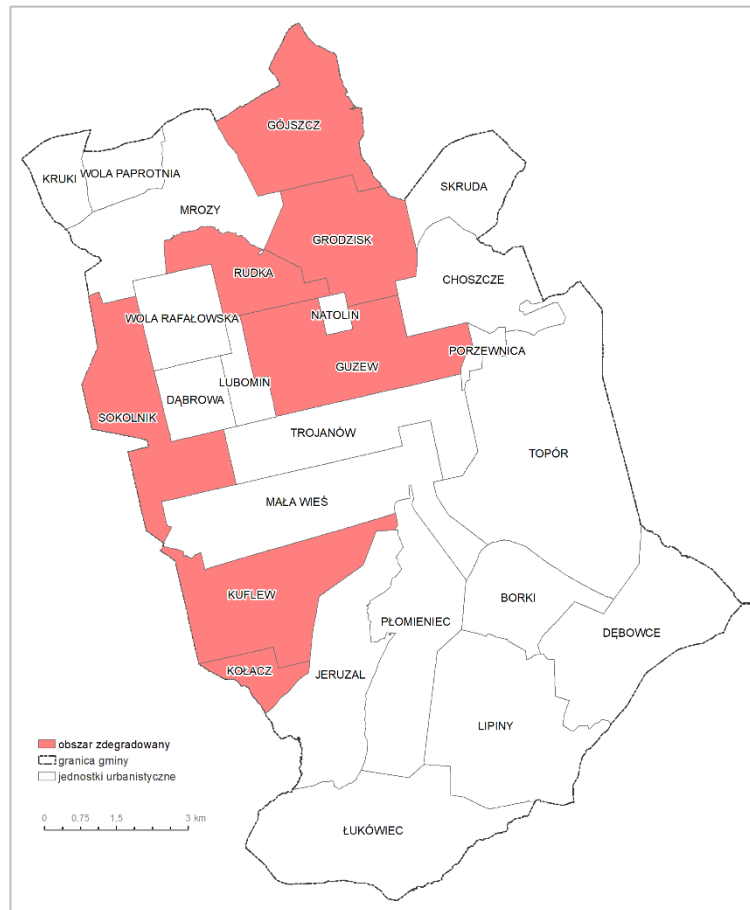 GÓJSZCZ
WOLA PAPROTNIA
KRUKI
SKRUDA
MROZY
GRODZISK
RUDKA
CHOSZCZE
NATOLIN
WOLA RAFAŁOWSKA
PORZEWNICA
GUZEW
LUBOMIN
DĄBROWA
SOKOLNIK
TROJANÓW
TOPÓR
MAŁA WIEŚ
KUFLEW
BORKI
PŁOMIENIEC
DĘBOWCE
KOŁACZ
JERUZAL
LIPINY
obszar zdegradowany
granica gminy
jednostki urbanistyczne
0 0,75 1,5 3 km
ŁUKÓWIEC